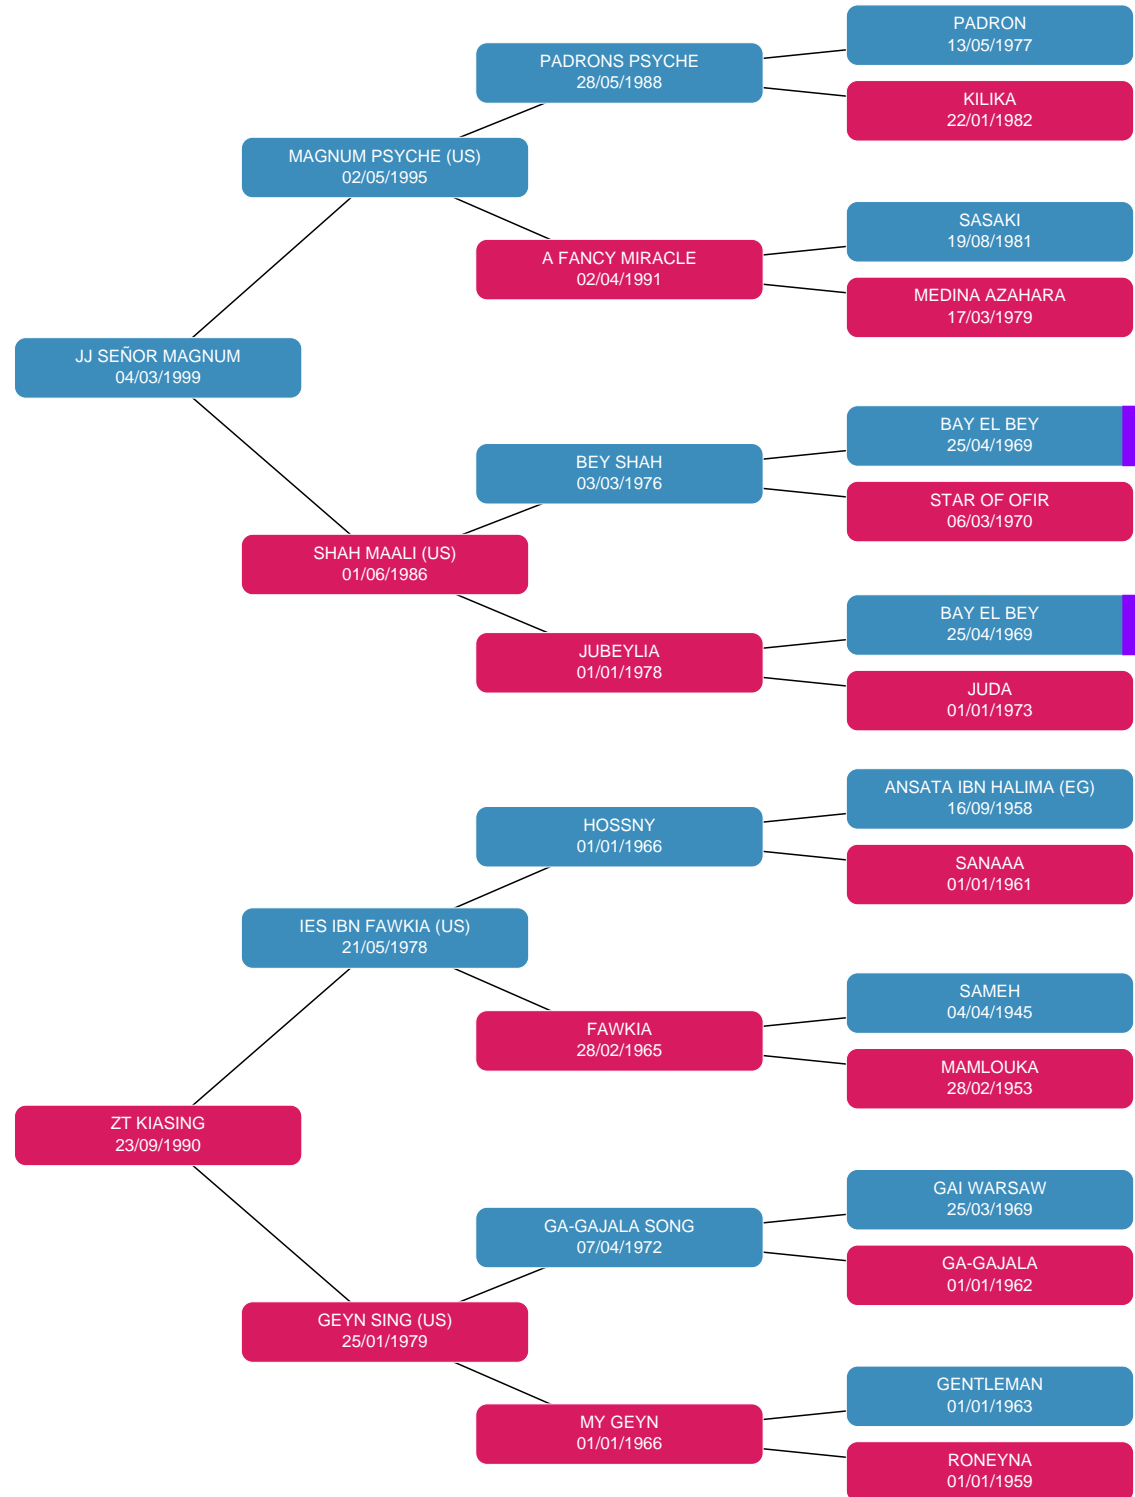 PADRON
13/05/1977
PADRONS PSYCHE
28/05/1988
KILIKA
22/01/1982
MAGNUM PSYCHE (US)
02/05/1995
SASAKI
19/08/1981
A FANCY MIRACLE
02/04/1991
MEDINA AZAHARA
17/03/1979
JJ SEÑOR MAGNUM
04/03/1999
BAY EL BEY
25/04/1969
BEY SHAH
03/03/1976
STAR OF OFIR
06/03/1970
SHAH MAALI (US)
01/06/1986
BAY EL BEY
25/04/1969
JUBEYLIA
01/01/1978
JUDA
01/01/1973
ANSATA IBN HALIMA (EG)
16/09/1958
HOSSNY
01/01/1966
SANAAA
01/01/1961
IES IBN FAWKIA (US)
21/05/1978
SAMEH
04/04/1945
FAWKIA
28/02/1965
MAMLOUKA
28/02/1953
ZT KIASING
23/09/1990
GAI WARSAW
25/03/1969
GA-GAJALA SONG
07/04/1972
GA-GAJALA
01/01/1962
GEYN SING (US)
25/01/1979
GENTLEMAN
01/01/1963
MY GEYN
01/01/1966
RONEYNA
01/01/1959